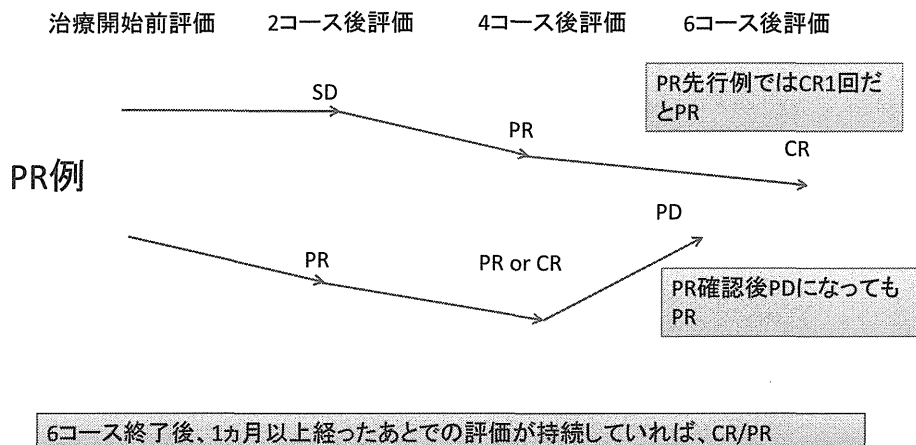 治療開始前評価 2コース後評価 4コース後評価 6コース後評価
SD
PR先行例ではCR1回だ
とPR
PR
CR
PR例
PD
PR
PR or CR
PR確認後PDになっても
PR
6コース終了後、1ヵ月以上経ったあとでの評価が持続していれば、CR/PR